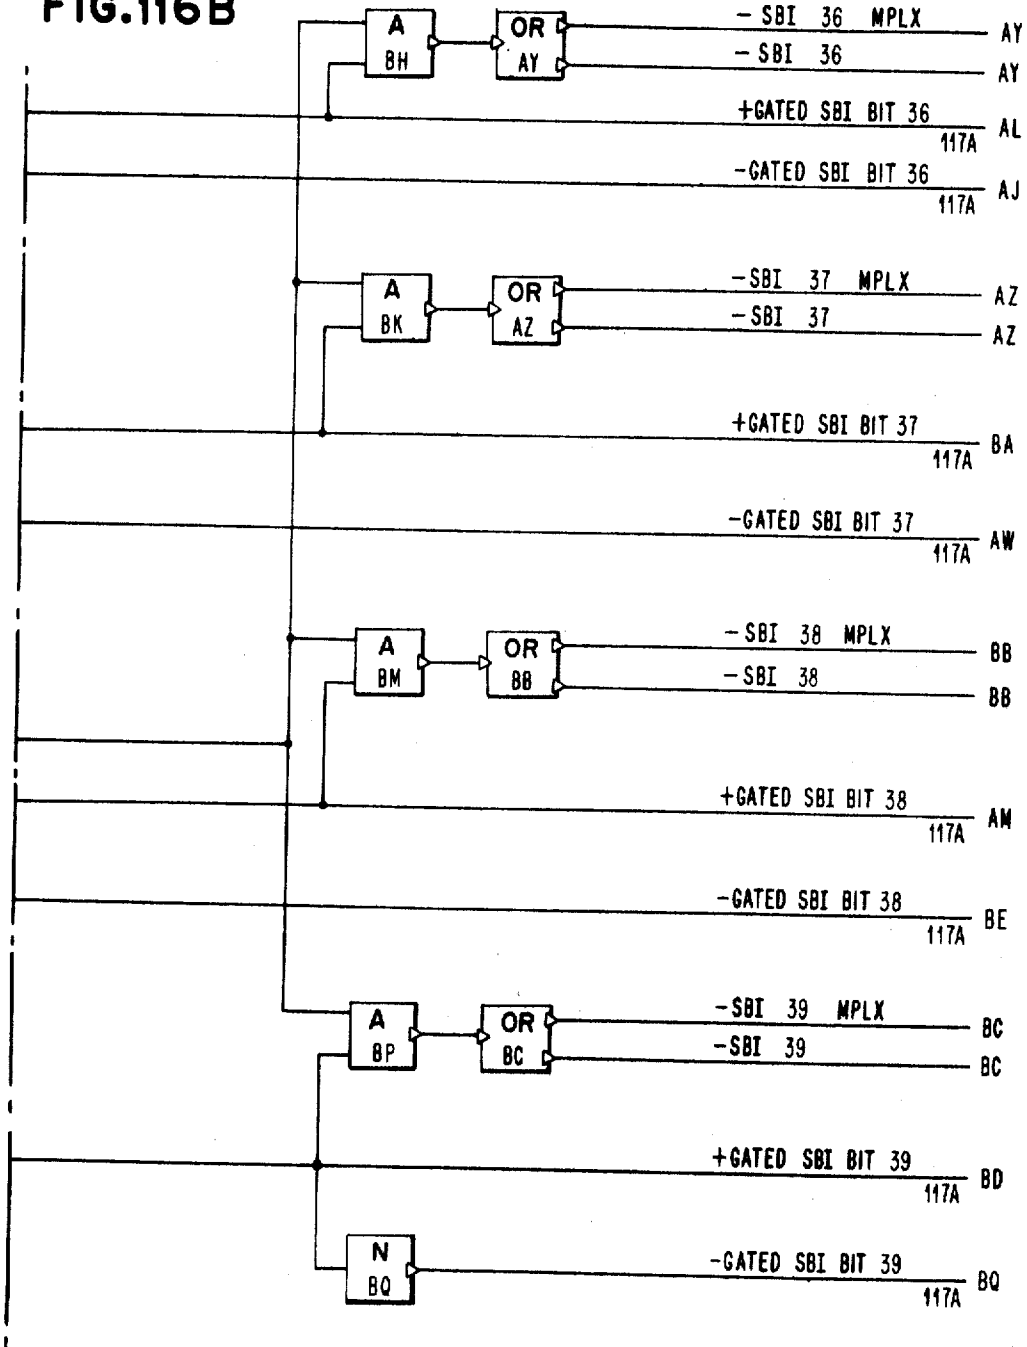 FIG.116B
A
BH
OR
AY
- SBI 36 MPLX
AY
- SBI 36
AY
+GATED SBI BIT 36
117A
AL
-GATED SBI BIT 36
117A
AJ
A
BK
OR
AZ
-SBI 37 MPLX
AZ
-SBI 37
AZ
+GATED SBI BIT 37
117A
BA
-GATED SBI BIT 37
117A
AW
A
BM
OR
BB
-SBI 38 MPLX
BB
-SBI 38
BB
+GATED SBI BIT 38
117A
AM
-GATED SBI BIT 38
117A
BE
A
BP
OR
BC
-SBI 39 MPLX
BC
-SBI 39
BC
+GATED SBI BIT 39
117A
BD
N
BQ
-GATED SBI BIT 39
117A
BQ